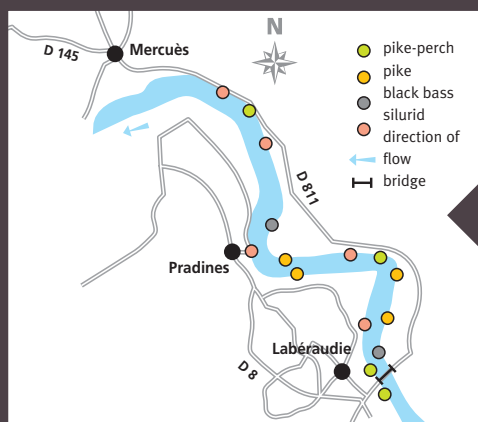 N
D 145
Mercuès
pike-perch
pike
black bass
silurid
direction of
flow
bridge
D 811
Pradines
Labéraudie
D 8